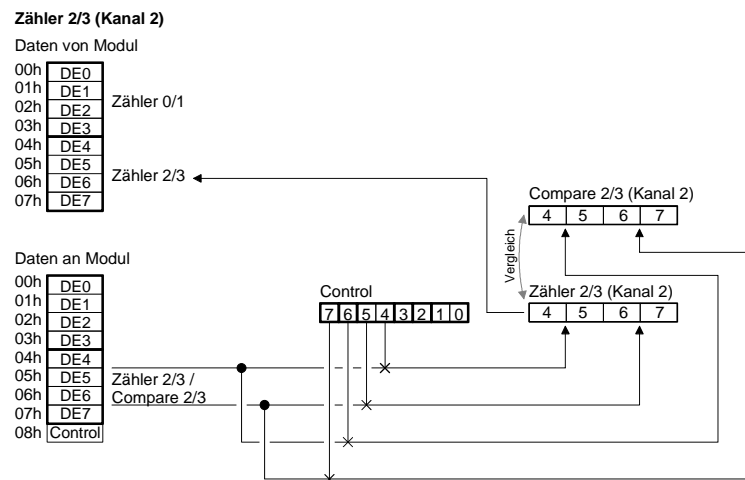 Zähler 2/3 (Kanal 2)
Daten von Modul
00h DE0
01h DE1
02h DE2
03h DE3
Zähler 0/1
04h DE4
05h DE5
06h DE6
07h DE7
Zähler 2/3
Compare 2/3 (Kanal 2)
4 5 6 7
Vergleich
Zähler 2/3 (Kanal 2)
4 5 6 7
Control
7 6 5 4 3 2 1 0
Daten an Modul
00h DE0
01h DE1
02h DE2
03h DE3
04h DE4
05h DE5
06h DE6
07h DE7
08h Control
Zähler 2/3 /
Compare 2/3